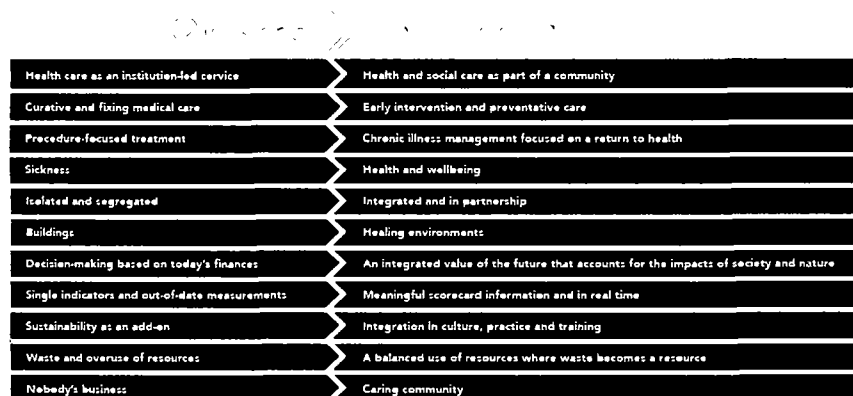 Health care as an institution-led service Health and social care as part of a community
Curative and fixing medical care Early intervention and preventative care
Procedure-focused treatment Chronic illness management focused on a return to health
Sickness Health and wellbeing
Isolated and segregated Integrated and in partnership
Buildings Healing environments
Decision-making based on today's finances An integrated value of the future that accounts for the impacts of society and nature
Single indicators and out-of-date measurements Meaningful scorecard information and in real time
Sustainability as an add-on Integration in culture, practice and training
Waste and overuse of resources A balanced use of resources where waste becomes a resource
Nobody's business Caring community